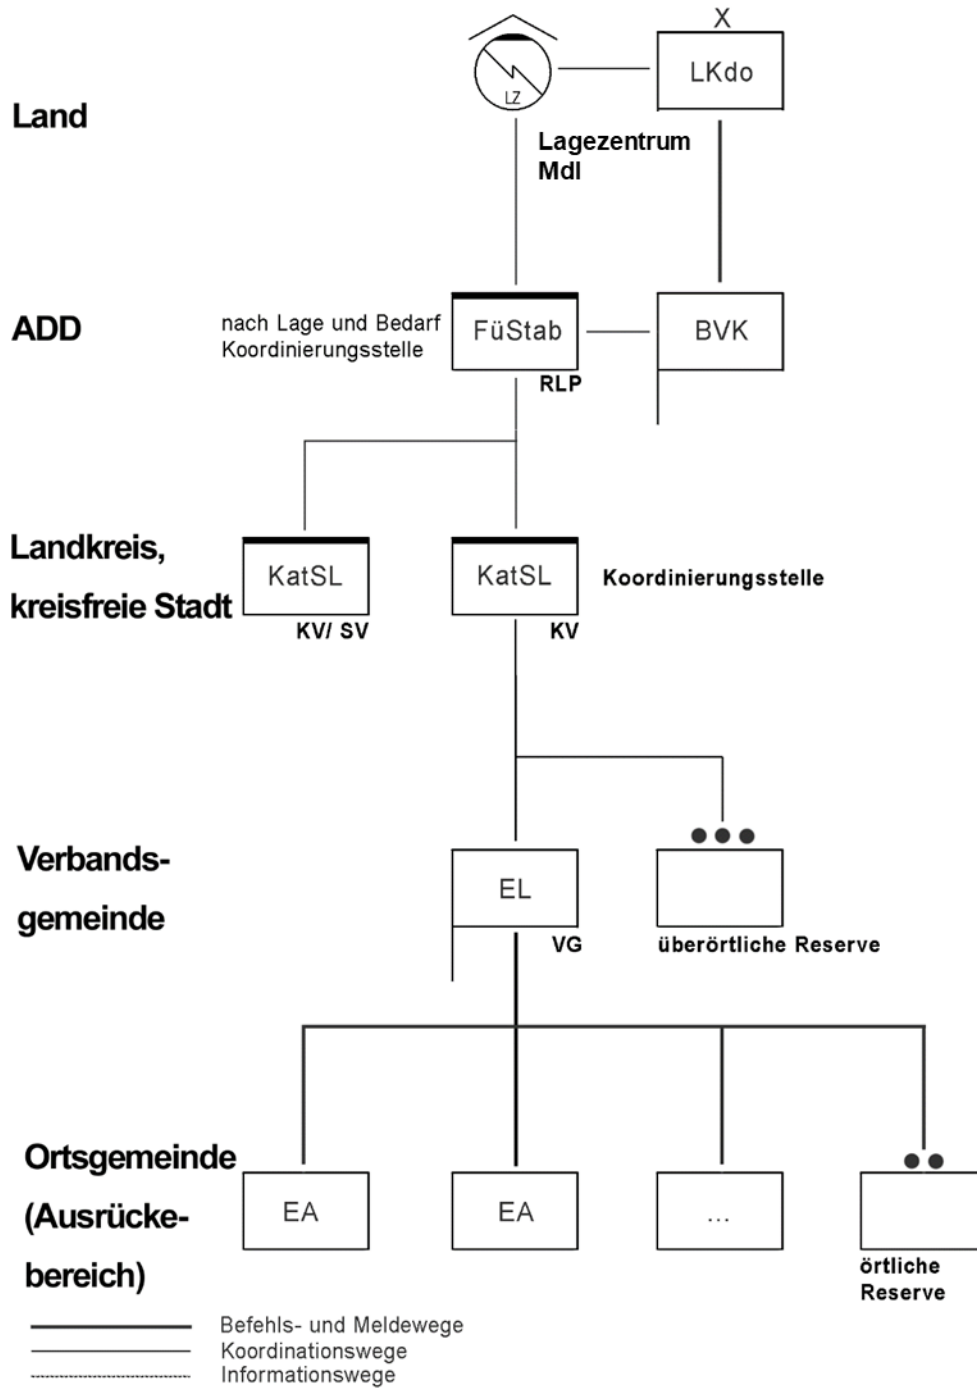 X
LKdo
LZ
Land
Lagezentrum
MdI
ADD
nach Lage und Bedarf
Koordinierungsstelle
FüStab
BVK
RLP
Landkreis,
kreisfreie Stadt
KatSL
KatSL
Koordinierungsstelle
KV/ SV
KV
Verbands-
gemeinde
EL
VG
überörtliche Reserve
Ortsgemeinde
(Ausrücke-
bereich)
EA
EA
...
örtliche
Reserve
Befehls- und Meldewege
Koordinationswege
Informationswege